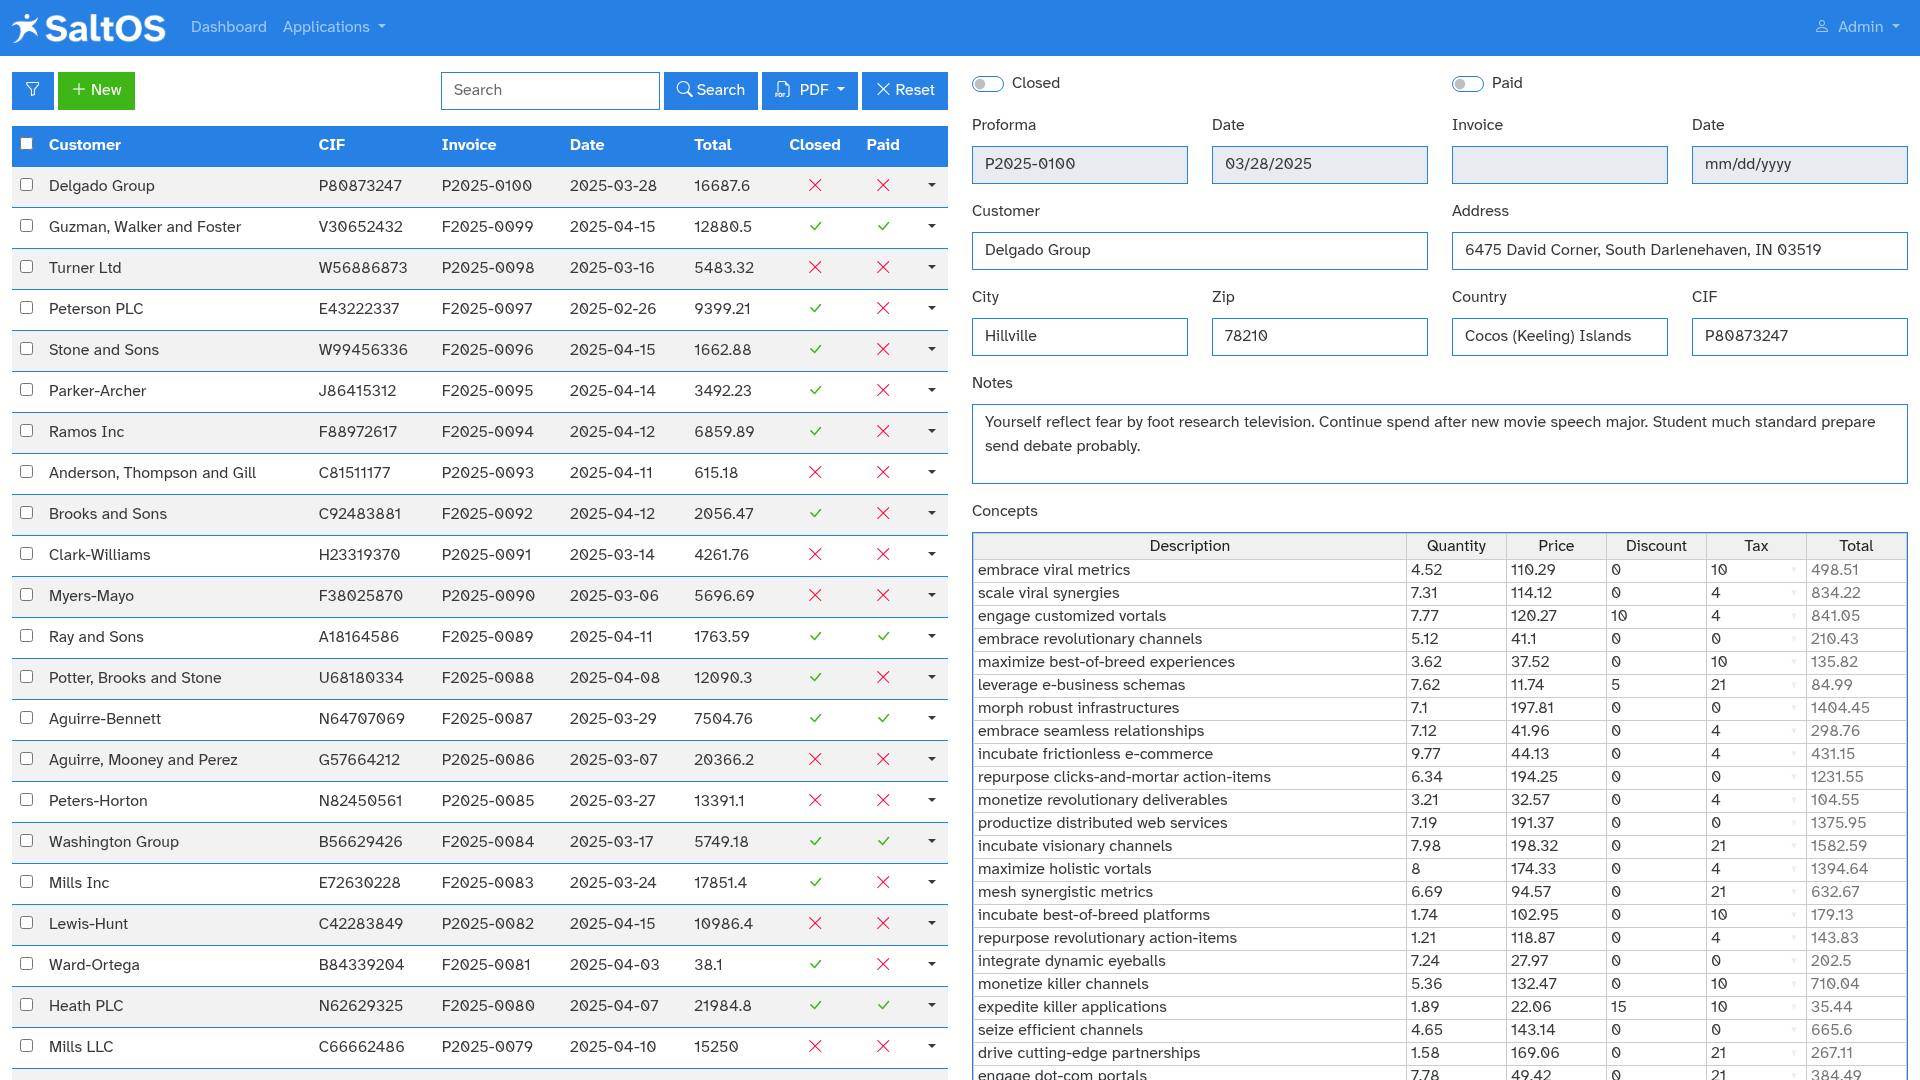 SaltOS Dashboard Applications Admin
New Search Search PDF Reset
Customer CIF Invoice Date Total Closed Paid
Delgado Group P80873247 P2025-0100 2025-03-28 16687.6
Guzman, Walker and Foster V30652432 F2025-0099 2025-04-15 12880.5
Turner Ltd W56886873 P2025-0098 2025-03-16 5483.32
Peterson PLC E43222337 F2025-0097 2025-02-26 9399.21
Stone and Sons W99456336 F2025-0096 2025-04-15 1662.88
Parker-Archer J86415312 F2025-0095 2025-04-14 3492.23
Ramos Inc F88972617 F2025-0094 2025-04-12 6859.89
Anderson, Thompson and Gill C81511177 P2025-0093 2025-04-11 615.18
Brooks and Sons C92483881 F2025-0092 2025-04-12 2056.47
Clark-Williams H23319370 P2025-0091 2025-03-14 4261.76
Myers-Mayo F38025870 P2025-0090 2025-03-06 5696.69
Ray and Sons A18164586 F2025-0089 2025-04-11 1763.59
Potter, Brooks and Stone U68180334 F2025-0088 2025-04-08 12090.3
Aguirre-Bennett N64707069 F2025-0087 2025-03-29 7504.76
Aguirre, Mooney and Perez G57664212 P2025-0086 2025-03-07 20366.2
Peters-Horton N82450561 P2025-0085 2025-03-27 13391.1
Washington Group B56629426 F2025-0084 2025-03-17 5749.18
Mills Inc E72630228 F2025-0083 2025-03-24 17851.4
Lewis-Hunt C42283849 P2025-0082 2025-04-15 10986.4
Ward-Ortega B84339204 F2025-0081 2025-04-03 38.1
Heath PLC N62629325 F2025-0080 2025-04-07 21984.8
Mills LLC C66662486 P2025-0079 2025-04-10 15250
Closed Paid
Proforma Date Invoice Date
P2025-0100 03/28/2025 mm/dd/yyyy
Customer Address
Delgado Group 6475 David Corner, South Darlenehaven, IN 03519
City Zip Country CIF
Hillville 78210 Cocos (Keeling) Islands P80873247
Notes
Yourself reflect fear by foot research television. Continue spend after new movie speech major. Student much standard prepare
send debate probably.
Concepts
Description Quantity Price Discount Tax Total
embrace viral metrics 4.52 110.29 0 10 498.51
scale viral synergies 7.31 114.12 0 4 834.22
engage customized vortals 7.77 120.27 10 4 841.05
embrace revolutionary channels 5.12 41.1 0 0 210.43
maximize best-of-breed experiences 3.62 37.52 0 10 135.82
leverage e-business schemas 7.62 11.74 5 21 84.99
morph robust infrastructures 7.1 197.81 0 0 1404.45
embrace seamless relationships 7.12 41.96 0 4 298.76
incubate frictionless e-commerce 9.77 44.13 0 4 431.15
repurpose clicks-and-mortar action-items 6.34 194.25 0 0 1231.55
monetize revolutionary deliverables 3.21 32.57 0 4 104.55
productize distributed web services 7.19 191.37 0 0 1375.95
incubate visionary channels 7.98 198.32 0 21 1582.59
maximize holistic vortals 8 174.33 0 4 1394.64
mesh synergistic metrics 6.69 94.57 0 21 632.67
incubate best-of-breed platforms 1.74 102.95 0 10 179.13
repurpose revolutionary action-items 1.21 118.87 0 4 143.83
integrate dynamic eyeballs 7.24 27.97 0 0 202.5
monetize killer channels 5.36 132.47 0 10 710.04
expedite killer applications 1.89 22.06 15 10 35.44
seize efficient channels 4.65 143.14 0 0 665.6
drive cutting-edge partnerships 1.58 169.06 0 21 267.11
engage dot-com portals 7.78 49.42 0 21 384.49